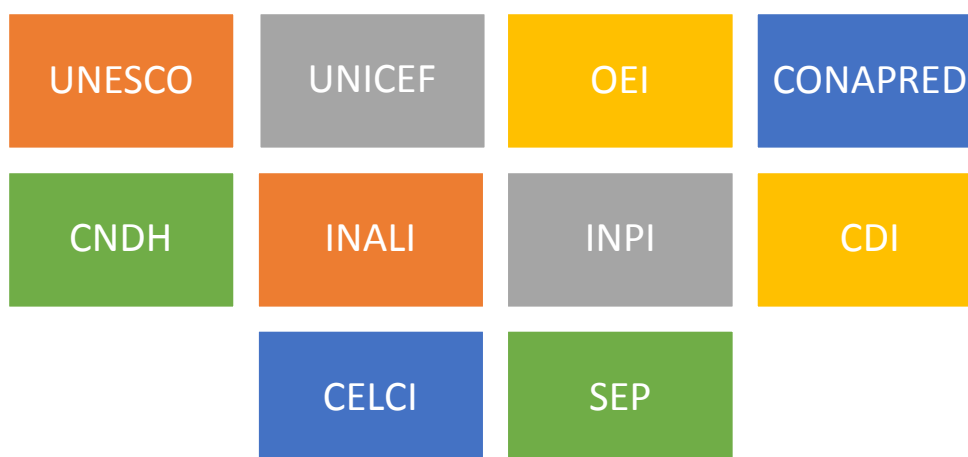 UNESCO
UNICEF
OEI
CONAPRED
CNDH
INALI
INPI
CDI
CELCI
SEP